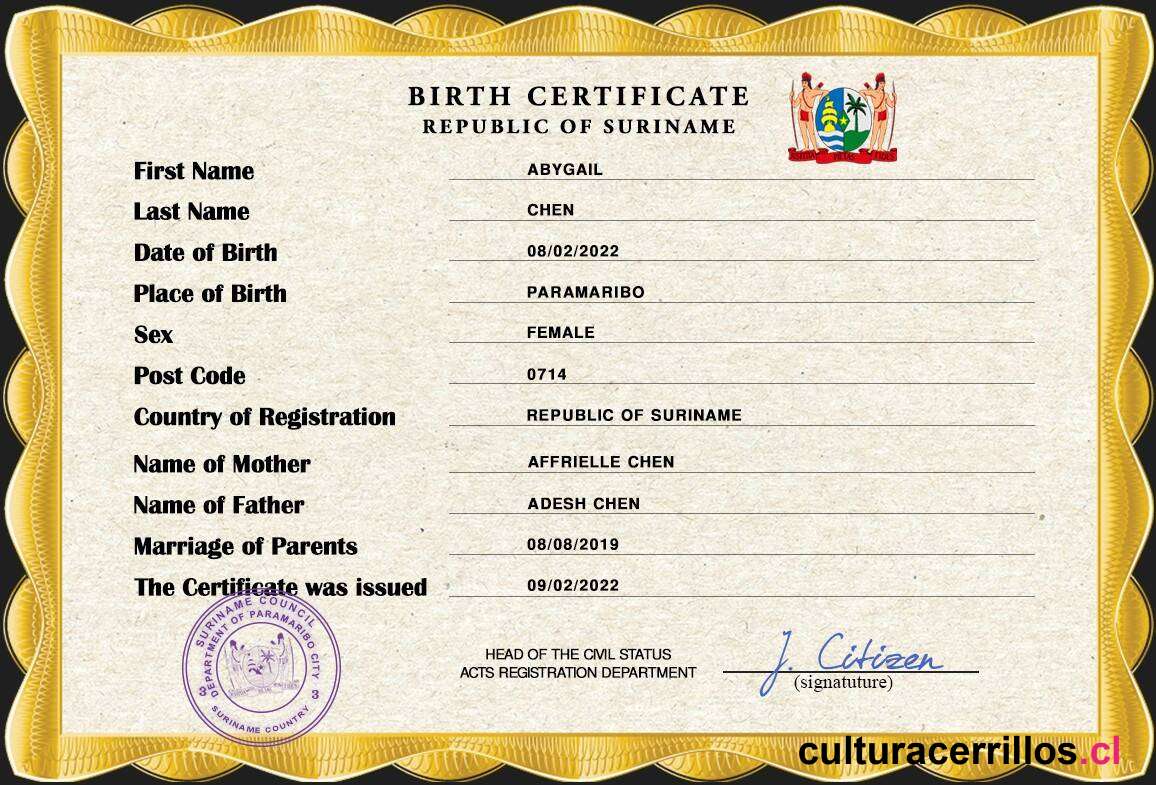 BIRTH CERTIFICATE
REPUBLIC OF SURINAME
First Name ABYGAIL
Last Name CHEN
Date of Birth 08/02/2022
Place of Birth PARAMARIBO
Sex FEMALE
Post Code 0714
Country of Registration REPUBLIC OF SURINAME
Name of Mother AFFRIELLE CHEN
Name of Father ADESH CHEN
Marriage of Parents 08/08/2019
The Certificate was issued 09/02/2022
SURINAME COUNCIL
DEPARTMENT OF PARAMARIBO CITY
3 3
SURINAME COUNTRY
HEAD OF THE CIVIL STATUS
ACTS REGISTRATION DEPARTMENT
J. Citizen
(signatuture)
culturacerrillos.cl